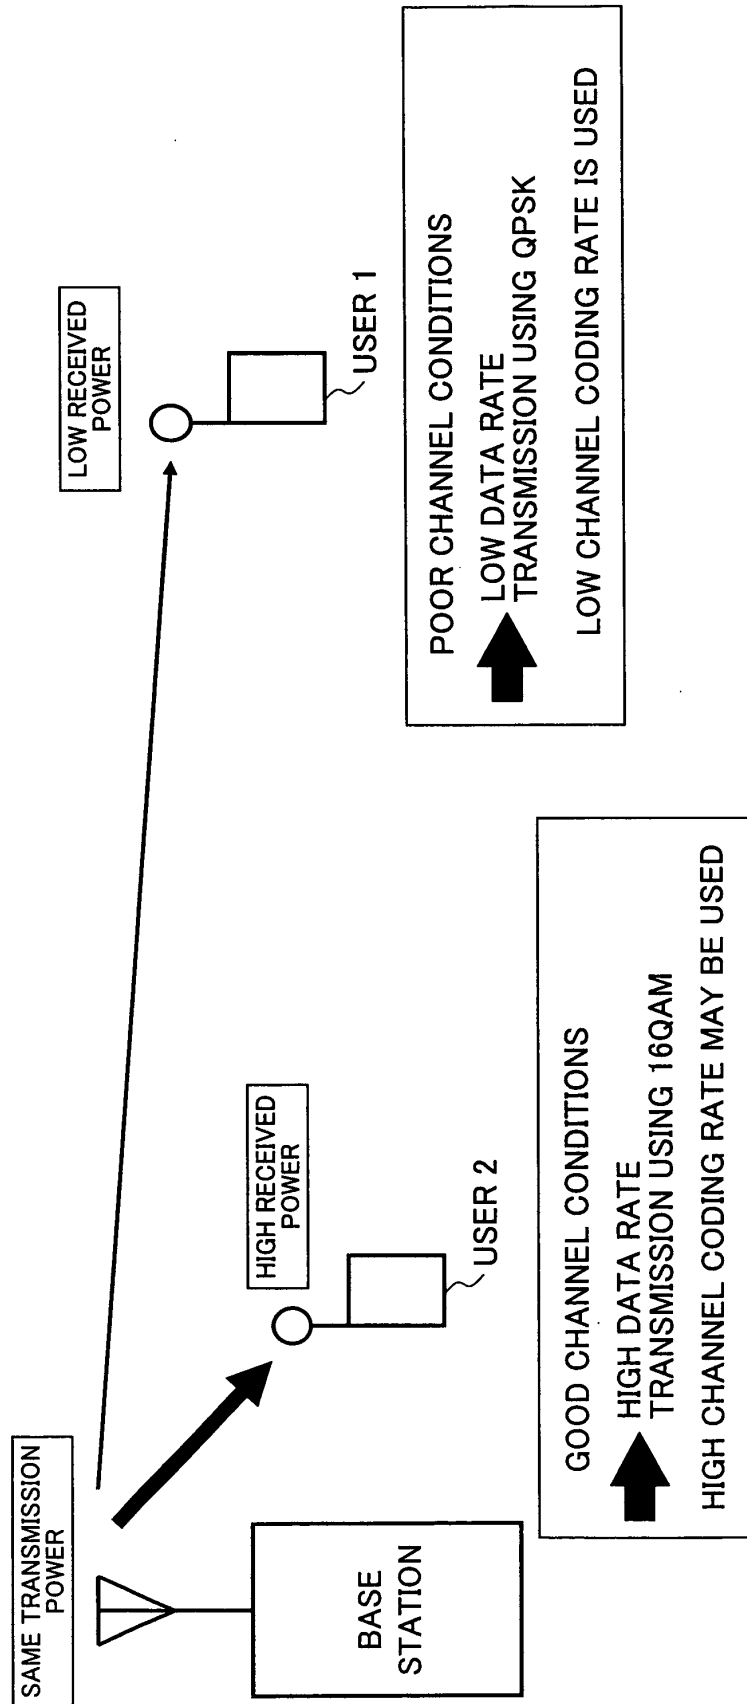 SAME TRANSMISSION
POWER
BASE
STATION
HIGH RECEIVED
POWER
USER 2
LOW RECEIVED
POWER
USER 1
GOOD CHANNEL CONDITIONS
HIGH DATA RATE
TRANSMISSION USING 16QAM
HIGH CHANNEL CODING RATE MAY BE USED
POOR CHANNEL CONDITIONS
LOW DATA RATE
TRANSMISSION USING QPSK
LOW CHANNEL CODING RATE IS USED